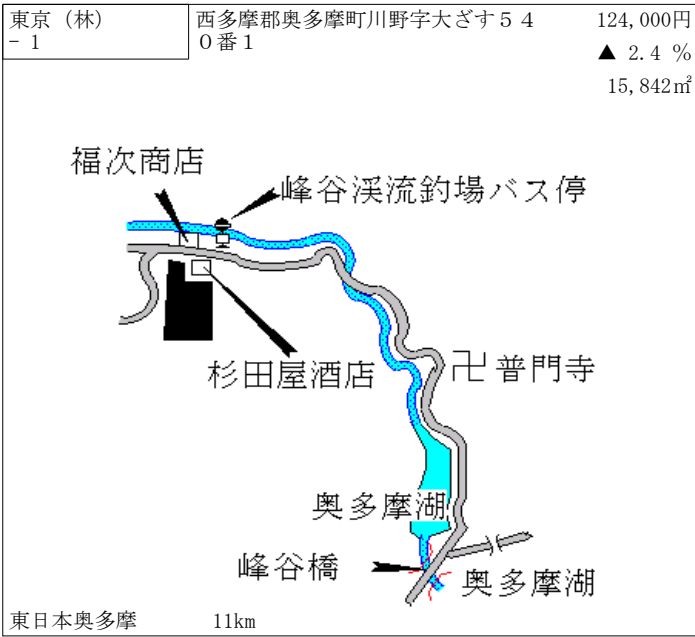 東京（林）
－１
西多摩郡奥多摩町川野字大ざす５４
０番１
124,000円
▲ 2.4 %
15,842㎡
福次商店
峰谷渓流釣場バス停
杉田屋酒店
卍普門寺
奥多摩湖
峰谷橋
奥多摩湖
東日本奥多摩 11km